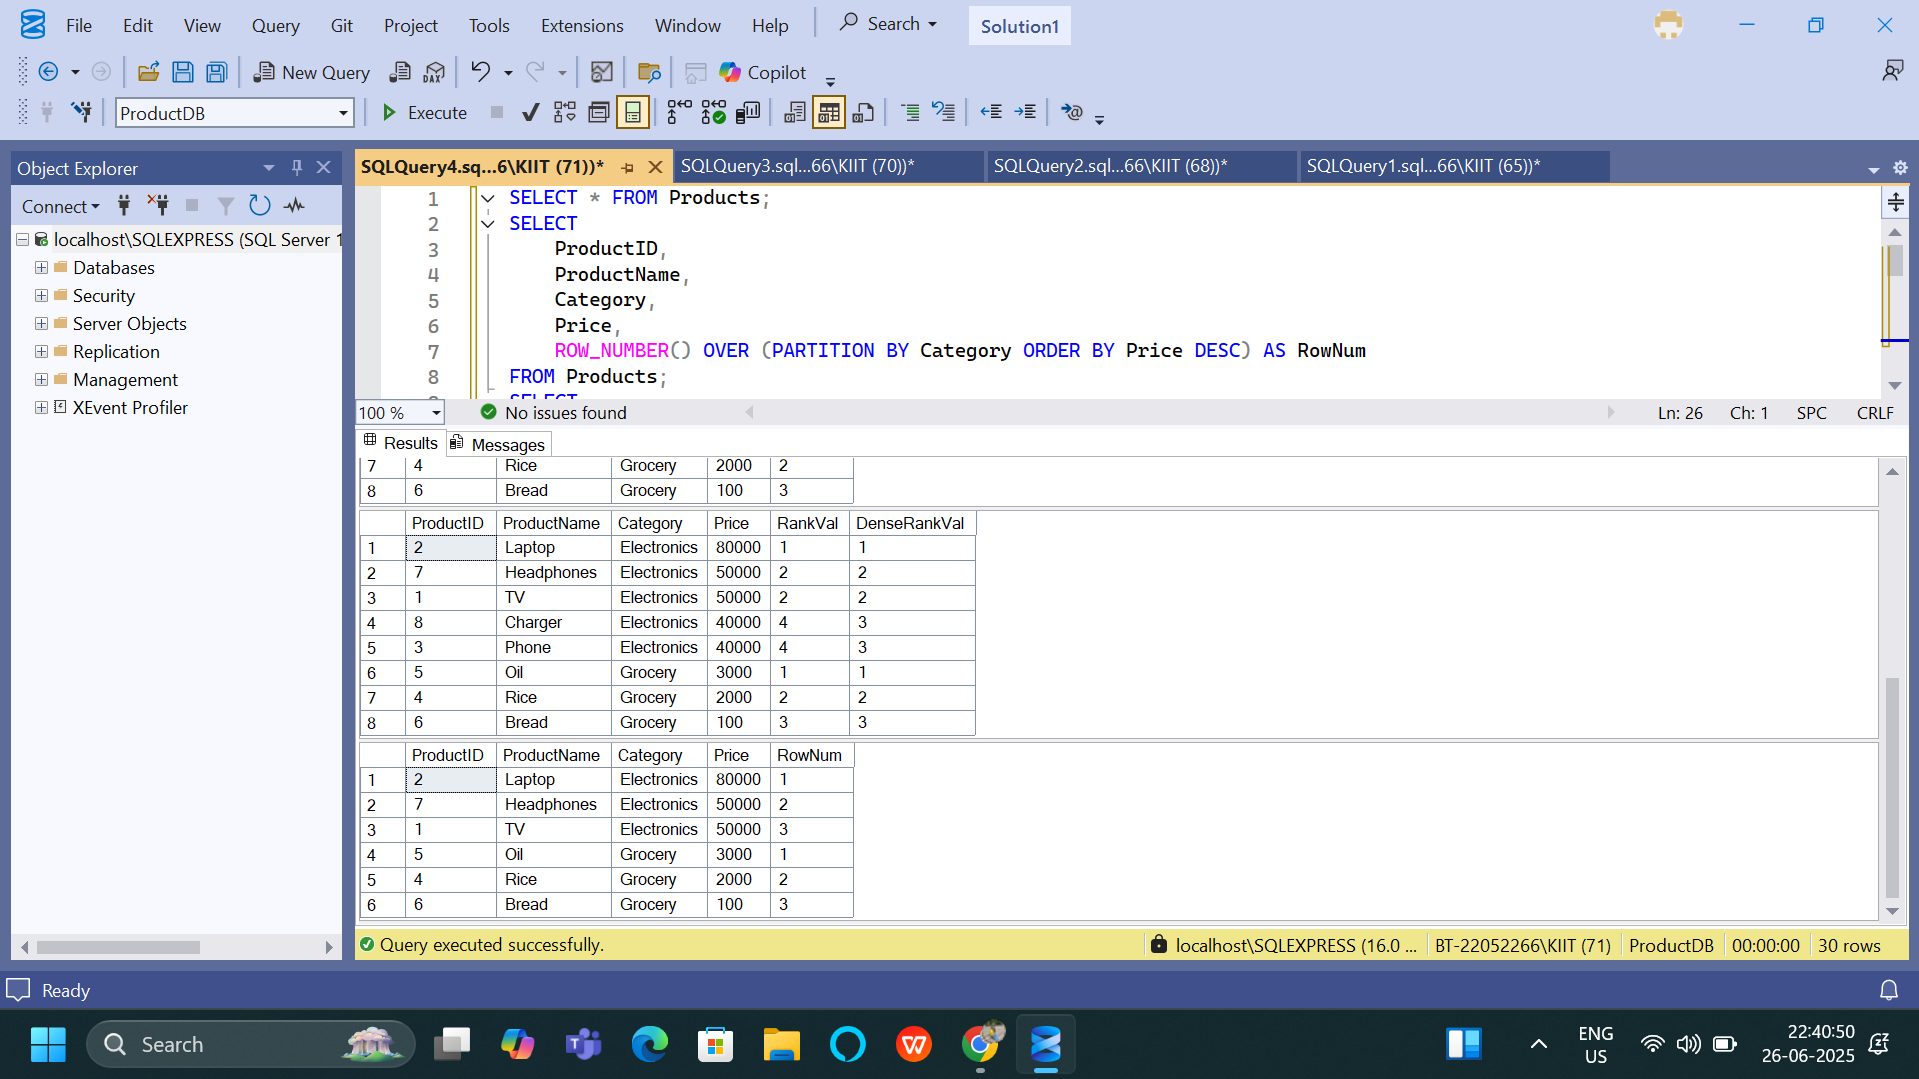 File Edit View Query Git Project Tools Extensions Window Help Search Solution1
New Query DAX Copilot
ProductDB Execute
Object Explorer
Connect
localhost\SQLEXPRESS (SQL Server 1
Databases
Security
Server Objects
Replication
Management
XEvent Profiler
SQLQuery4.sq...6\KIIT (71))* SQLQuery3.sql...66\KIIT (70))* SQLQuery2.sql...66\KIIT (68))* SQLQuery1.sql...66\KIIT (65))*
1 SELECT * FROM Products;
2 SELECT
3 ProductID,
4 ProductName,
5 Category,
6 Price,
7 ROW_NUMBER() OVER (PARTITION BY Category ORDER BY Price DESC) AS RowNum
8 FROM Products;
SELECT
100 % No issues found Ln: 26 Ch: 1 SPC CRLF
Results Messages
7 4 Rice Grocery 2000 2
8 6 Bread Grocery 100 3
ProductID ProductName Category Price RankVal DenseRankVal
1 2 Laptop Electronics 80000 1 1
2 7 Headphones Electronics 50000 2 2
3 1 TV Electronics 50000 2 2
4 8 Charger Electronics 40000 4 3
5 3 Phone Electronics 40000 4 3
6 5 Oil Grocery 3000 1 1
7 4 Rice Grocery 2000 2 2
8 6 Bread Grocery 100 3 3
ProductID ProductName Category Price RowNum
1 2 Laptop Electronics 80000 1
2 7 Headphones Electronics 50000 2
3 1 TV Electronics 50000 3
4 5 Oil Grocery 3000 1
5 4 Rice Grocery 2000 2
6 6 Bread Grocery 100 3
Query executed successfully. localhost\SQLEXPRESS (16.0 ... BT-22052266\KIIT (71) ProductDB 00:00:00 30 rows
Ready
Search ENG US 22:40:50 26-06-2025